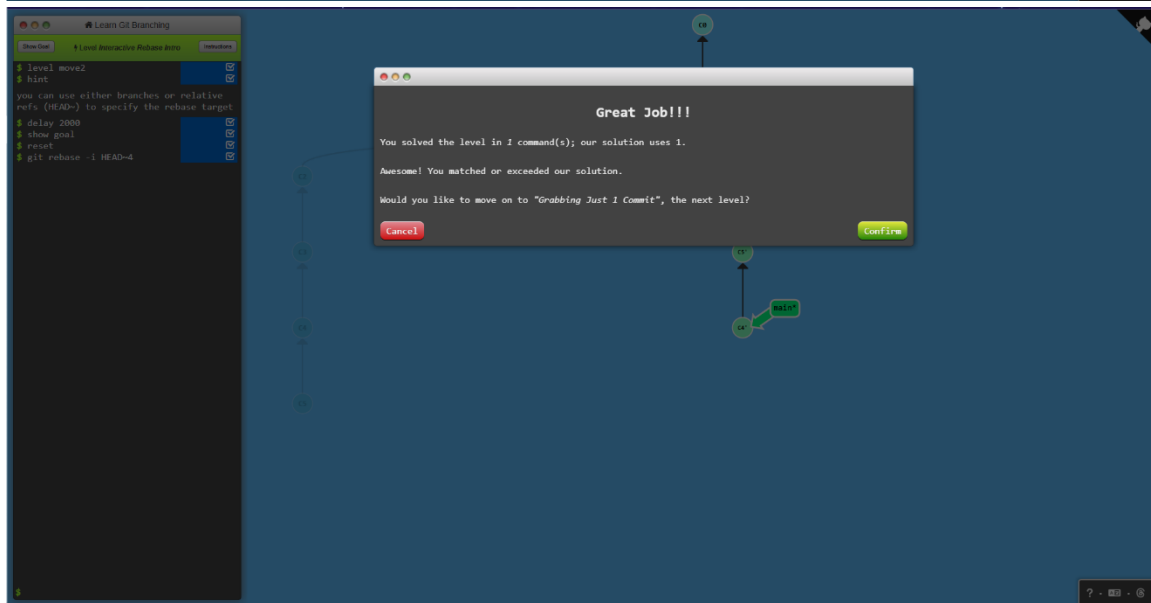 Learn Git Branching
Show Goal
Level Interactive Rebase Intro
Instructions
$ level move2
$ hint
you can use either branches or relative
refs (HEAD~) to specify the rebase target
$ delay 2000
$ show goal
$ reset
$ git rebase -i HEAD~4
$
C0
Great Job!!!
You solved the level in 1 command(s); our solution uses 1.
Awesome! You matched or exceeded our solution.
Would you like to move on to "Grabbing Just 1 Commit", the next level?
Cancel
Confirm
main*
C4'
?